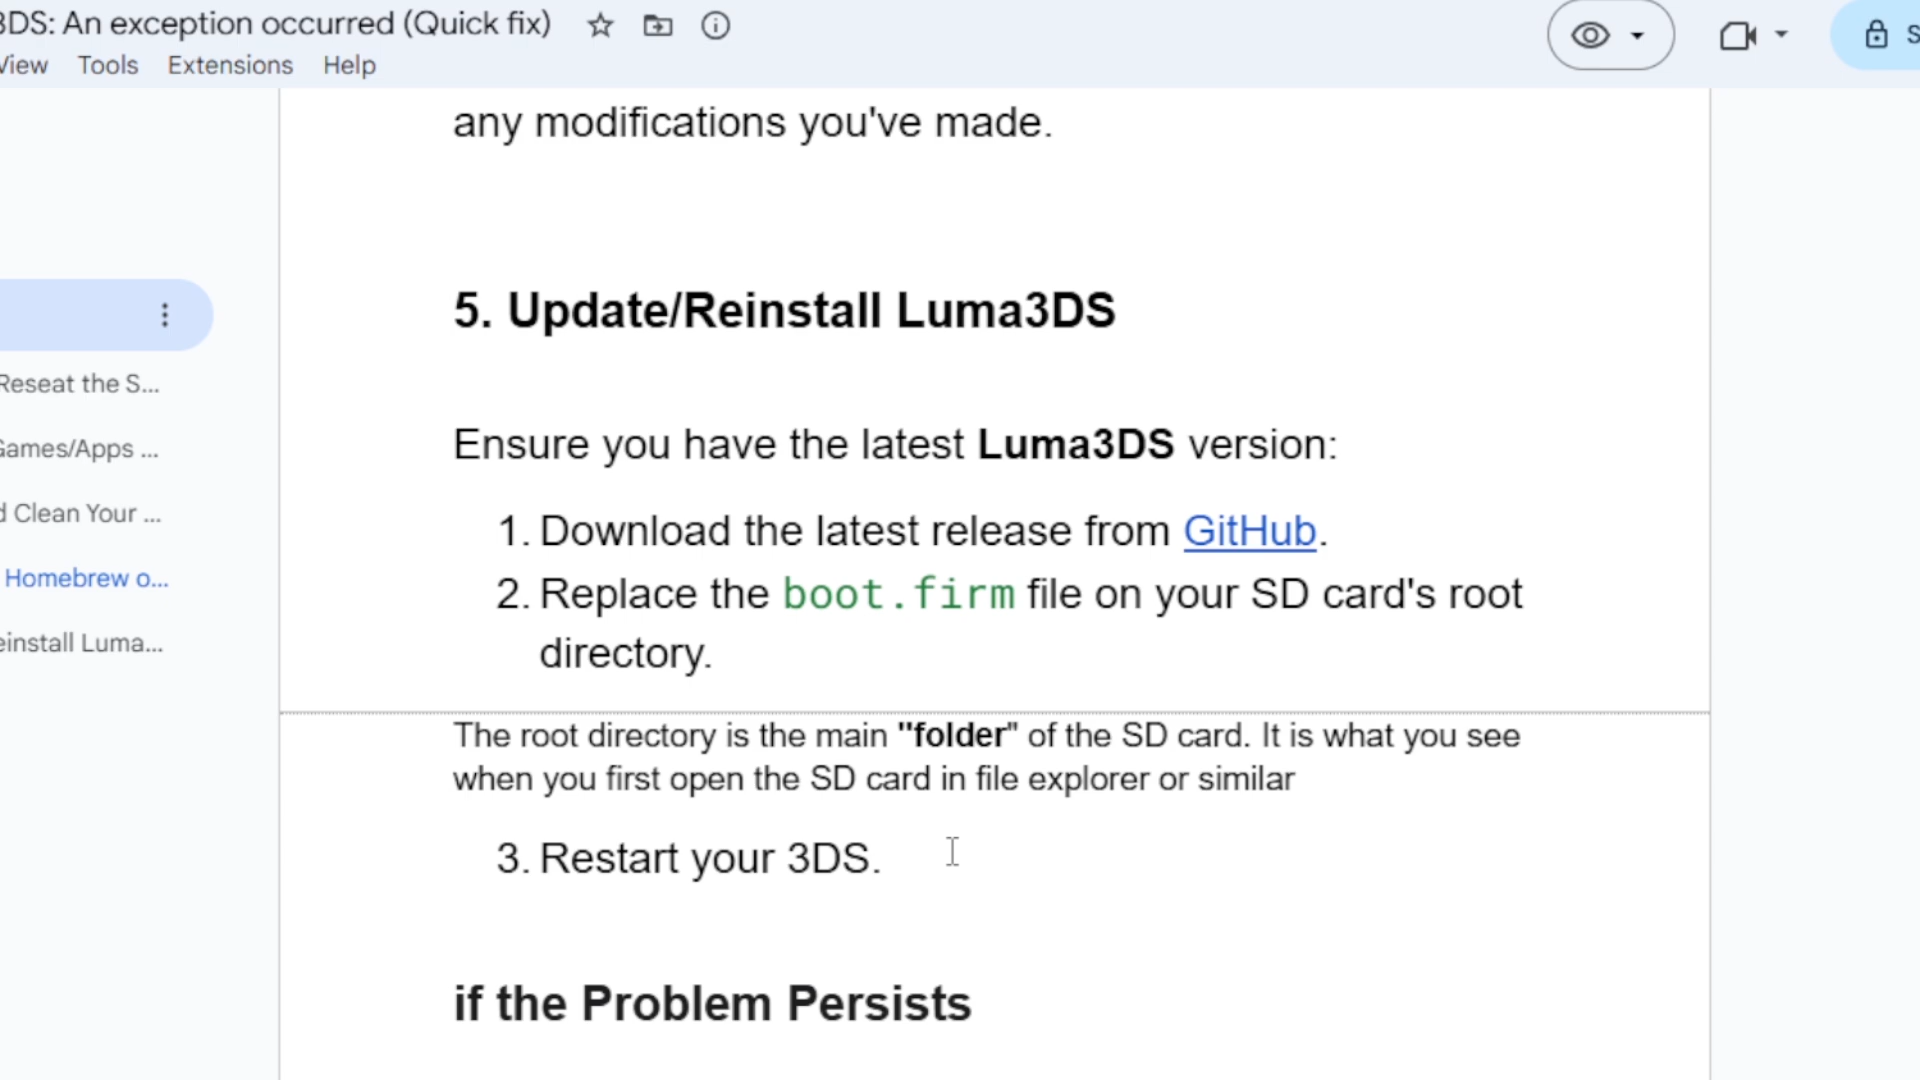 3DS: An exception occurred (Quick fix)
View Tools Extensions Help
S
any modifications you've made.
5. Update/Reinstall Luma3DS
Reseat the S...
Ensure you have the latest Luma3DS version:
Games/Apps ...
d Clean Your ...
1. Download the latest release from GitHub.
Homebrew o...
2. Replace the boot.firm file on your SD card's root
directory.
einstall Luma...
The root directory is the main "folder" of the SD card. It is what you see
when you first open the SD card in file explorer or similar
3. Restart your 3DS.
if the Problem Persists